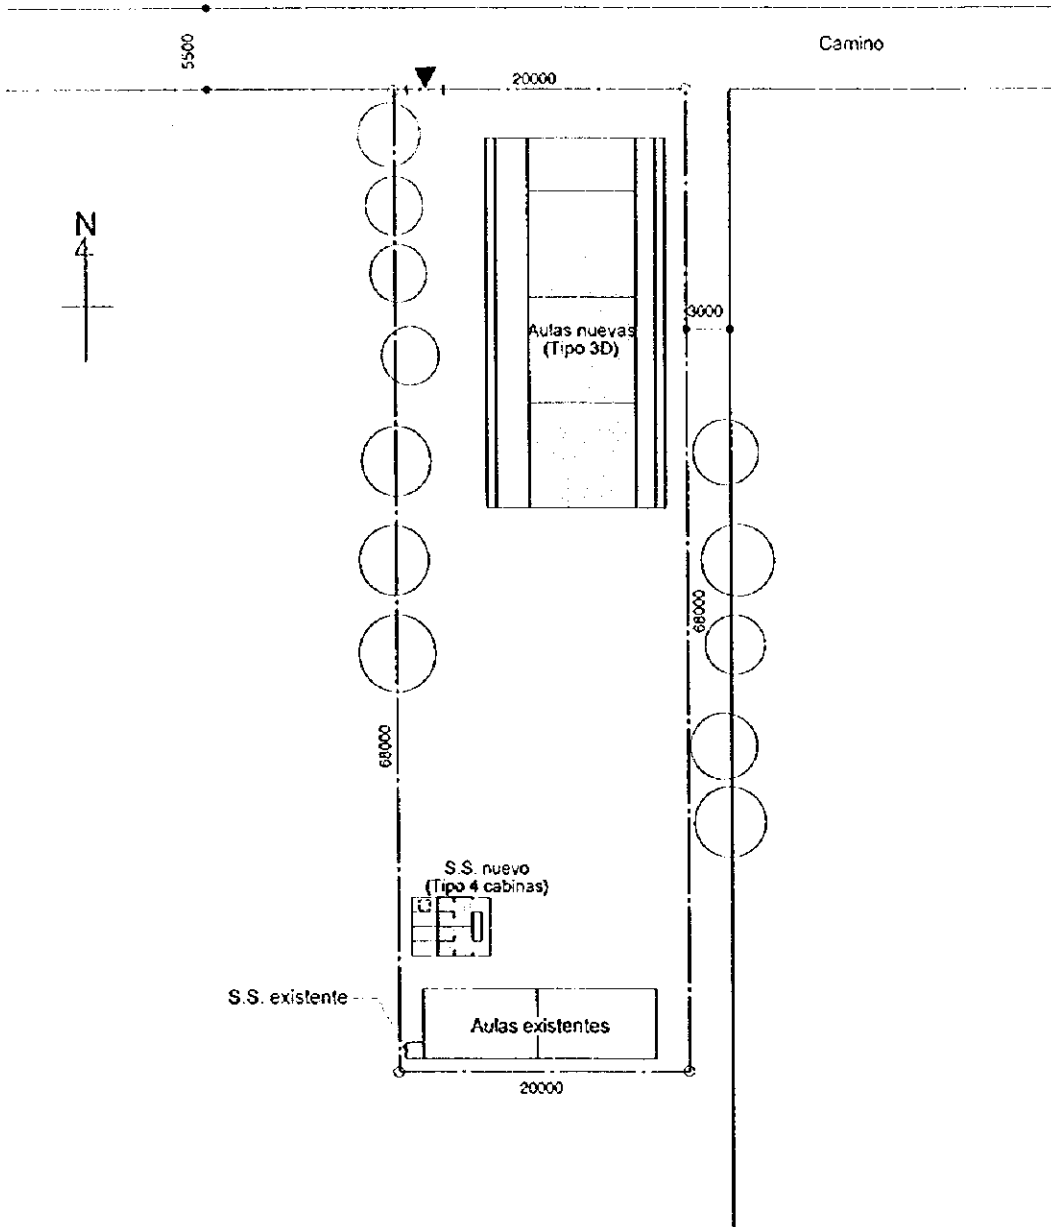 Camino
5500
20000
N
3000
Aulas nuevas
(Tipo 3D)
68000
68000
S.S. nuevo
(Tipo 4 cabinas)
S.S. existente
Aulas existentes
20000